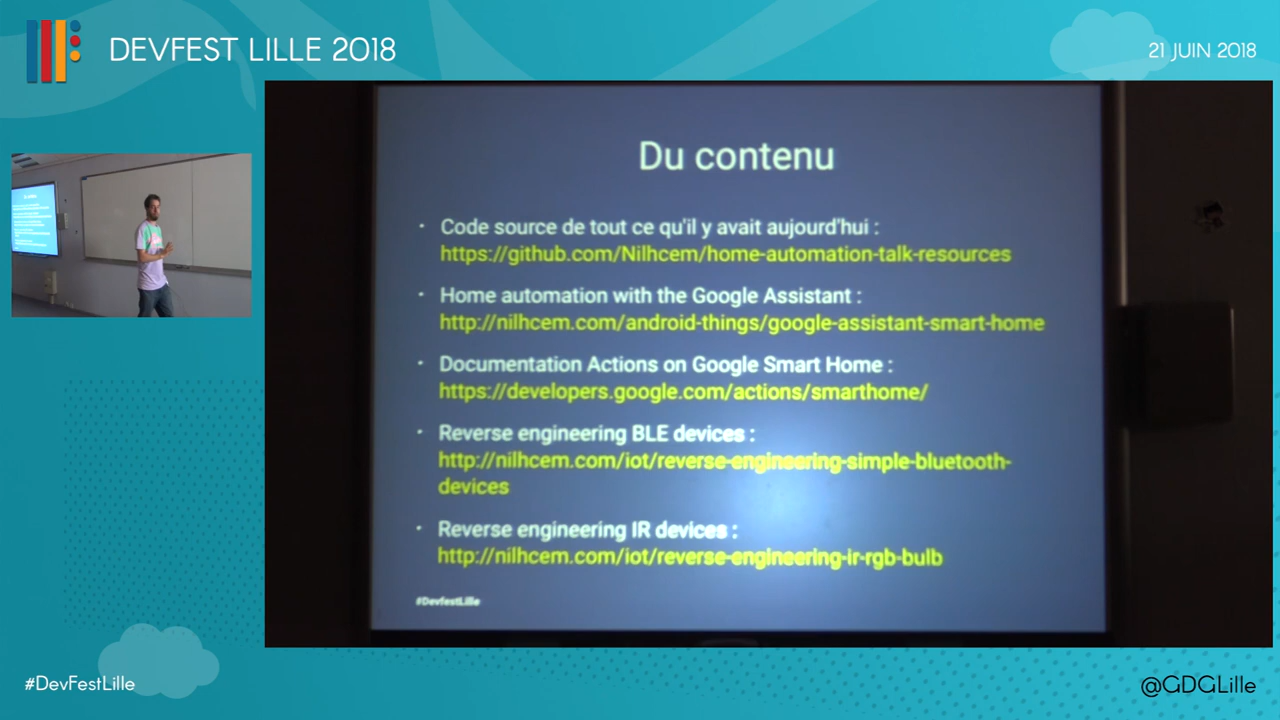 DEVFEST LILLE 2018
21 JUIN 2018
Du contenu
• Code source de tout ce qu'il y avait aujourd'hui :
https://github.com/Nilhcem/home-automation-talk-resources
• Home automation with the Google Assistant :
http://nilhcem.com/android-things/google-assistant-smart-home
• Documentation Actions on Google Smart Home :
https://developers.google.com/actions/smarthome/
• Reverse engineering BLE devices :
http://nilhcem.com/iot/reverse-engineering-simple-bluetooth-
devices
• Reverse engineering IR devices :
http://nilhcem.com/iot/reverse-engineering-ir-rgb-bulb
#DevfestLille
#DevFestLille
@GDGLille